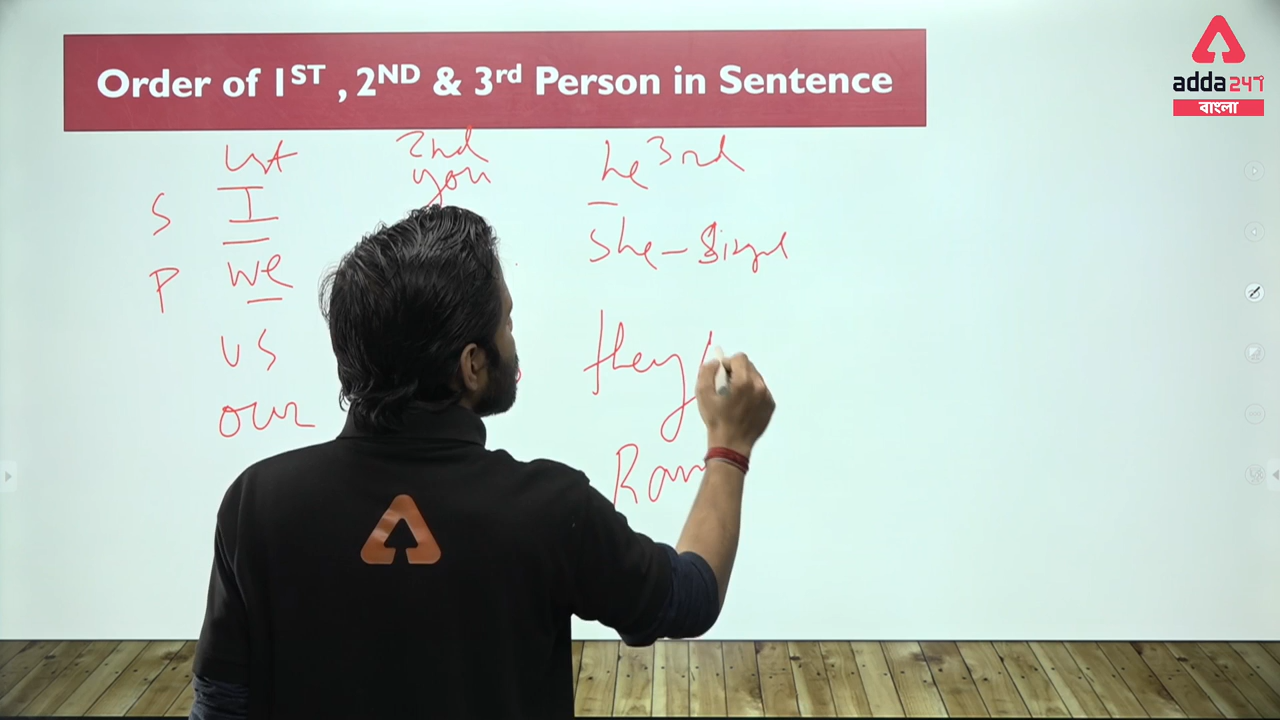 Order of 1ST , 2ND & 3rd Person in Sentence
adda247
বাংলা
1st 2nd 3rd
S I you he
she -
P we
us they
our Ram